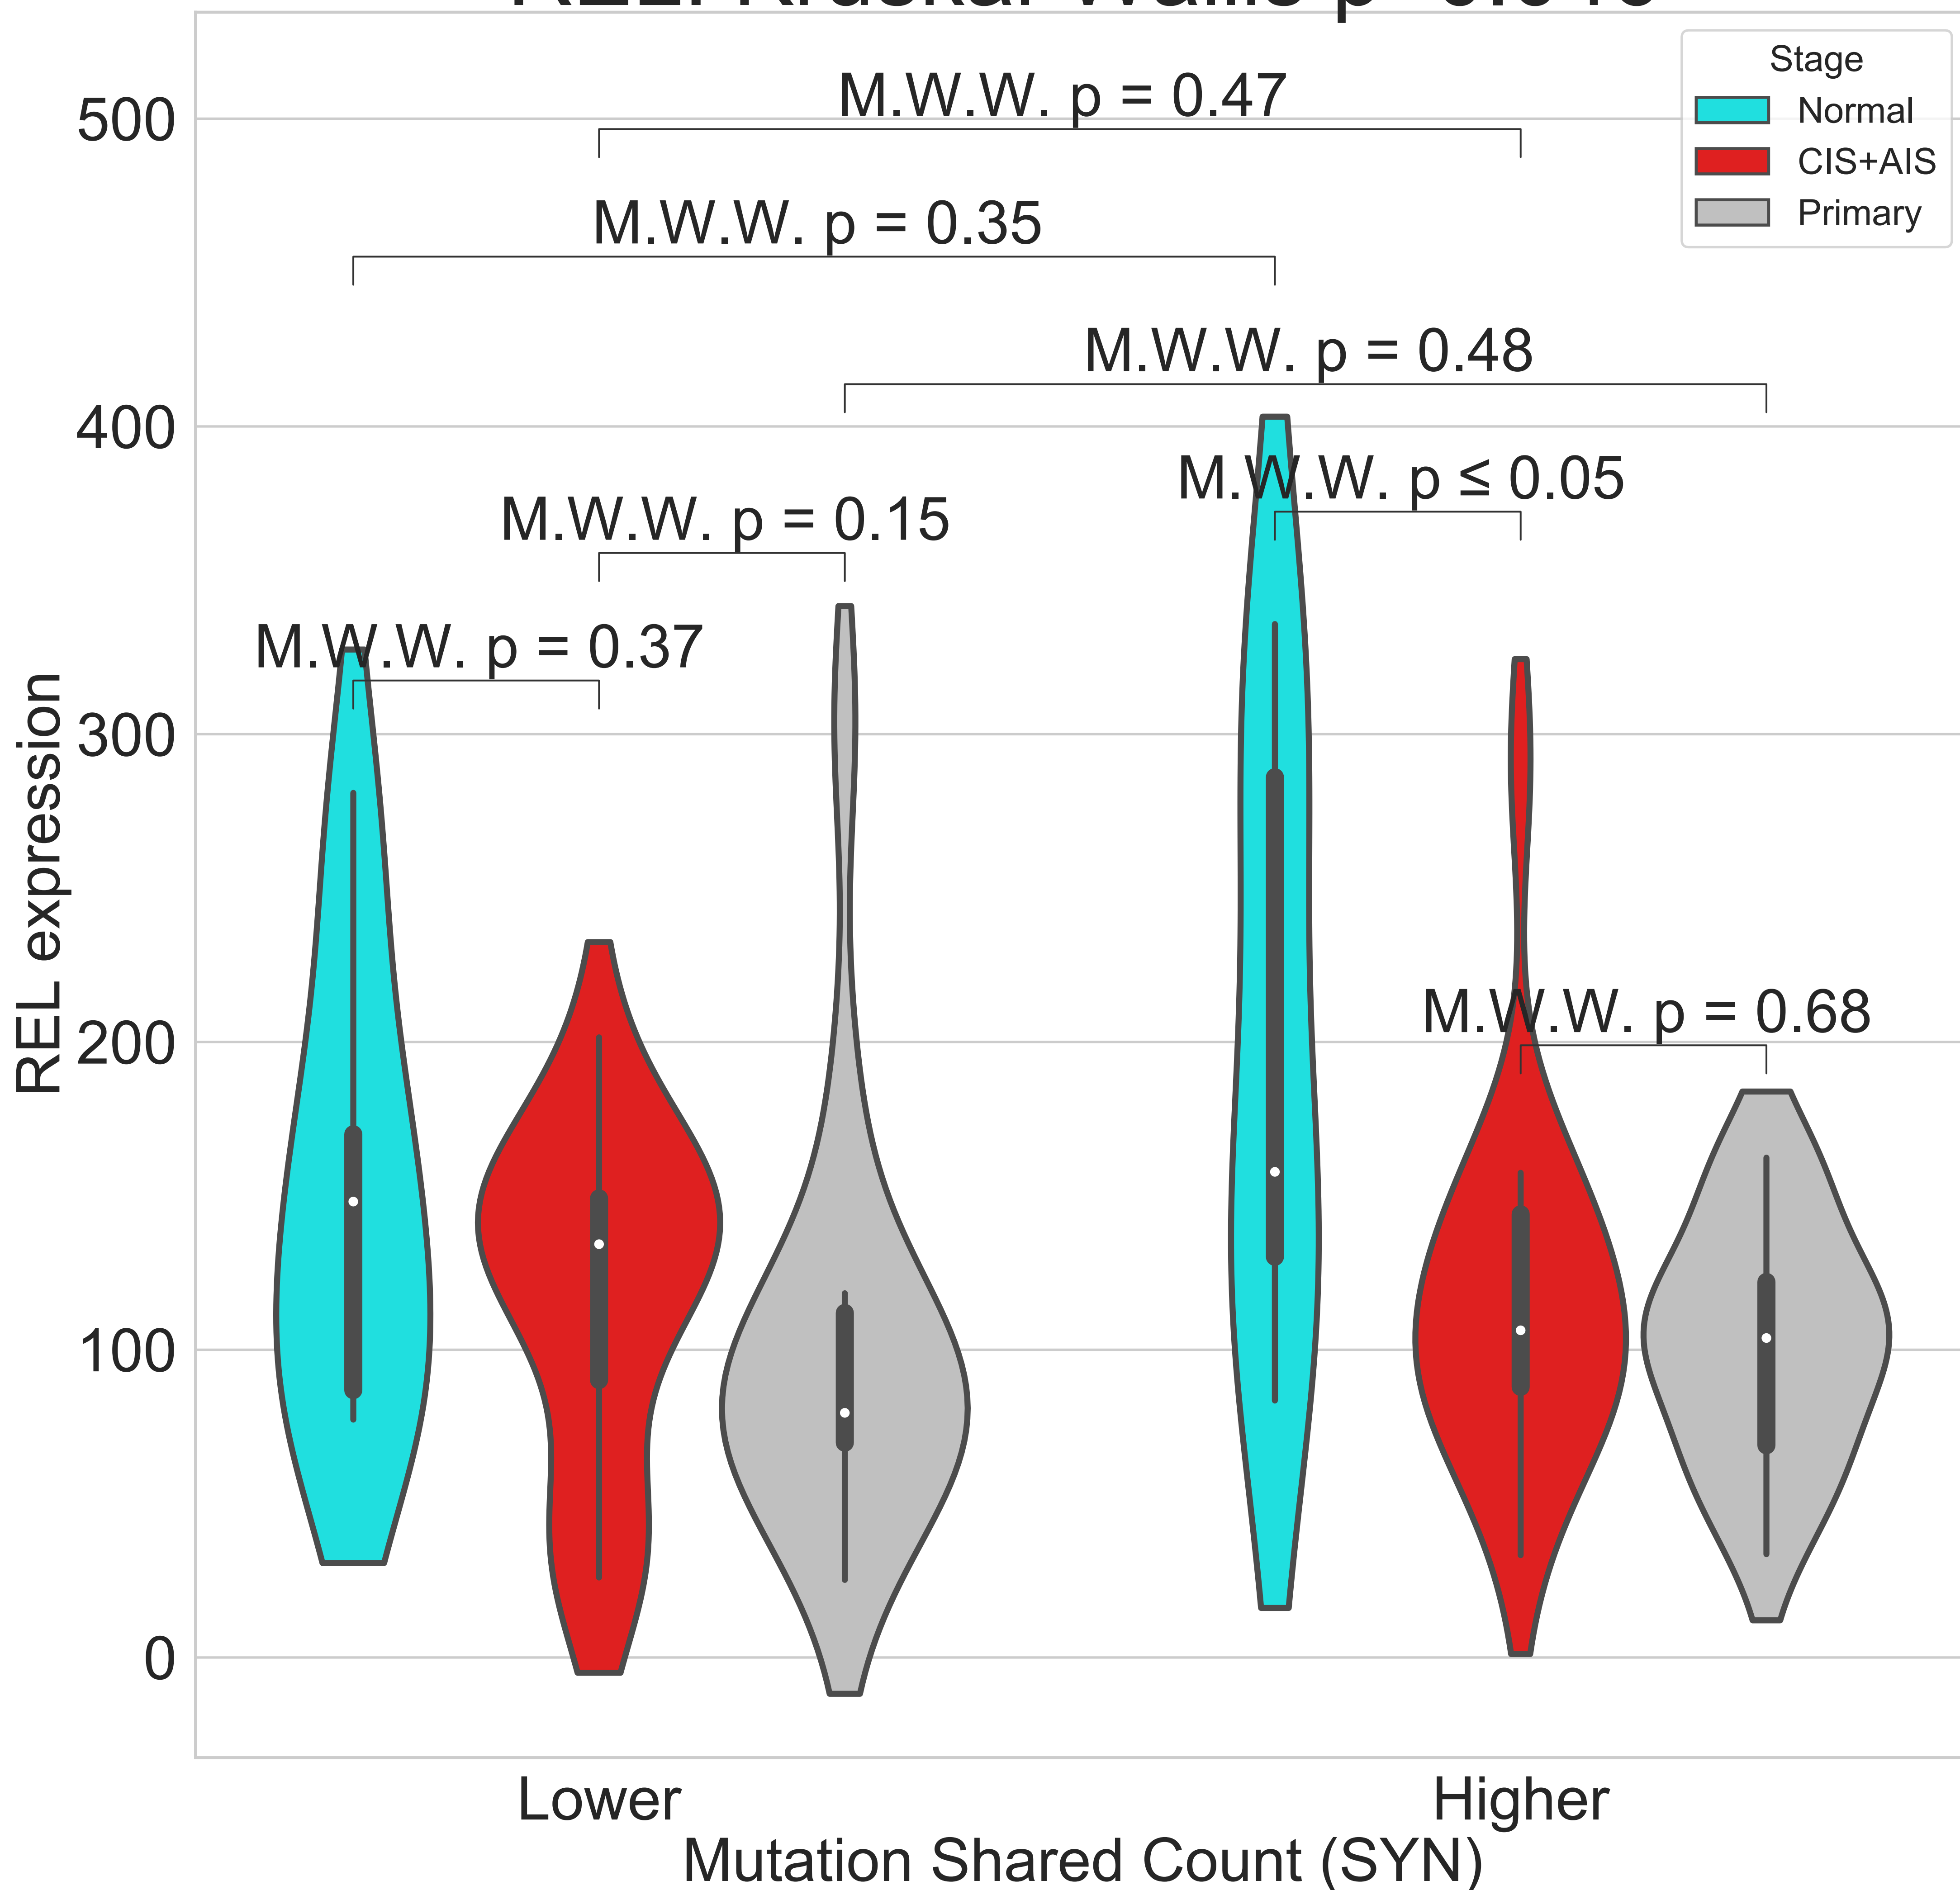 500
400
300
200
100
0
REL expression
M.W.W. p = 0.47
M.W.W. p = 0.35
M.W.W. p = 0.48
M.W.W. p ≤ 0.05
M.W.W. p = 0.15
M.W.W. p = 0.37
M.W.W. p = 0.68
Stage
Normal
CIS+AIS
Primary
Lower
Higher
Mutation Shared Count (SYN)